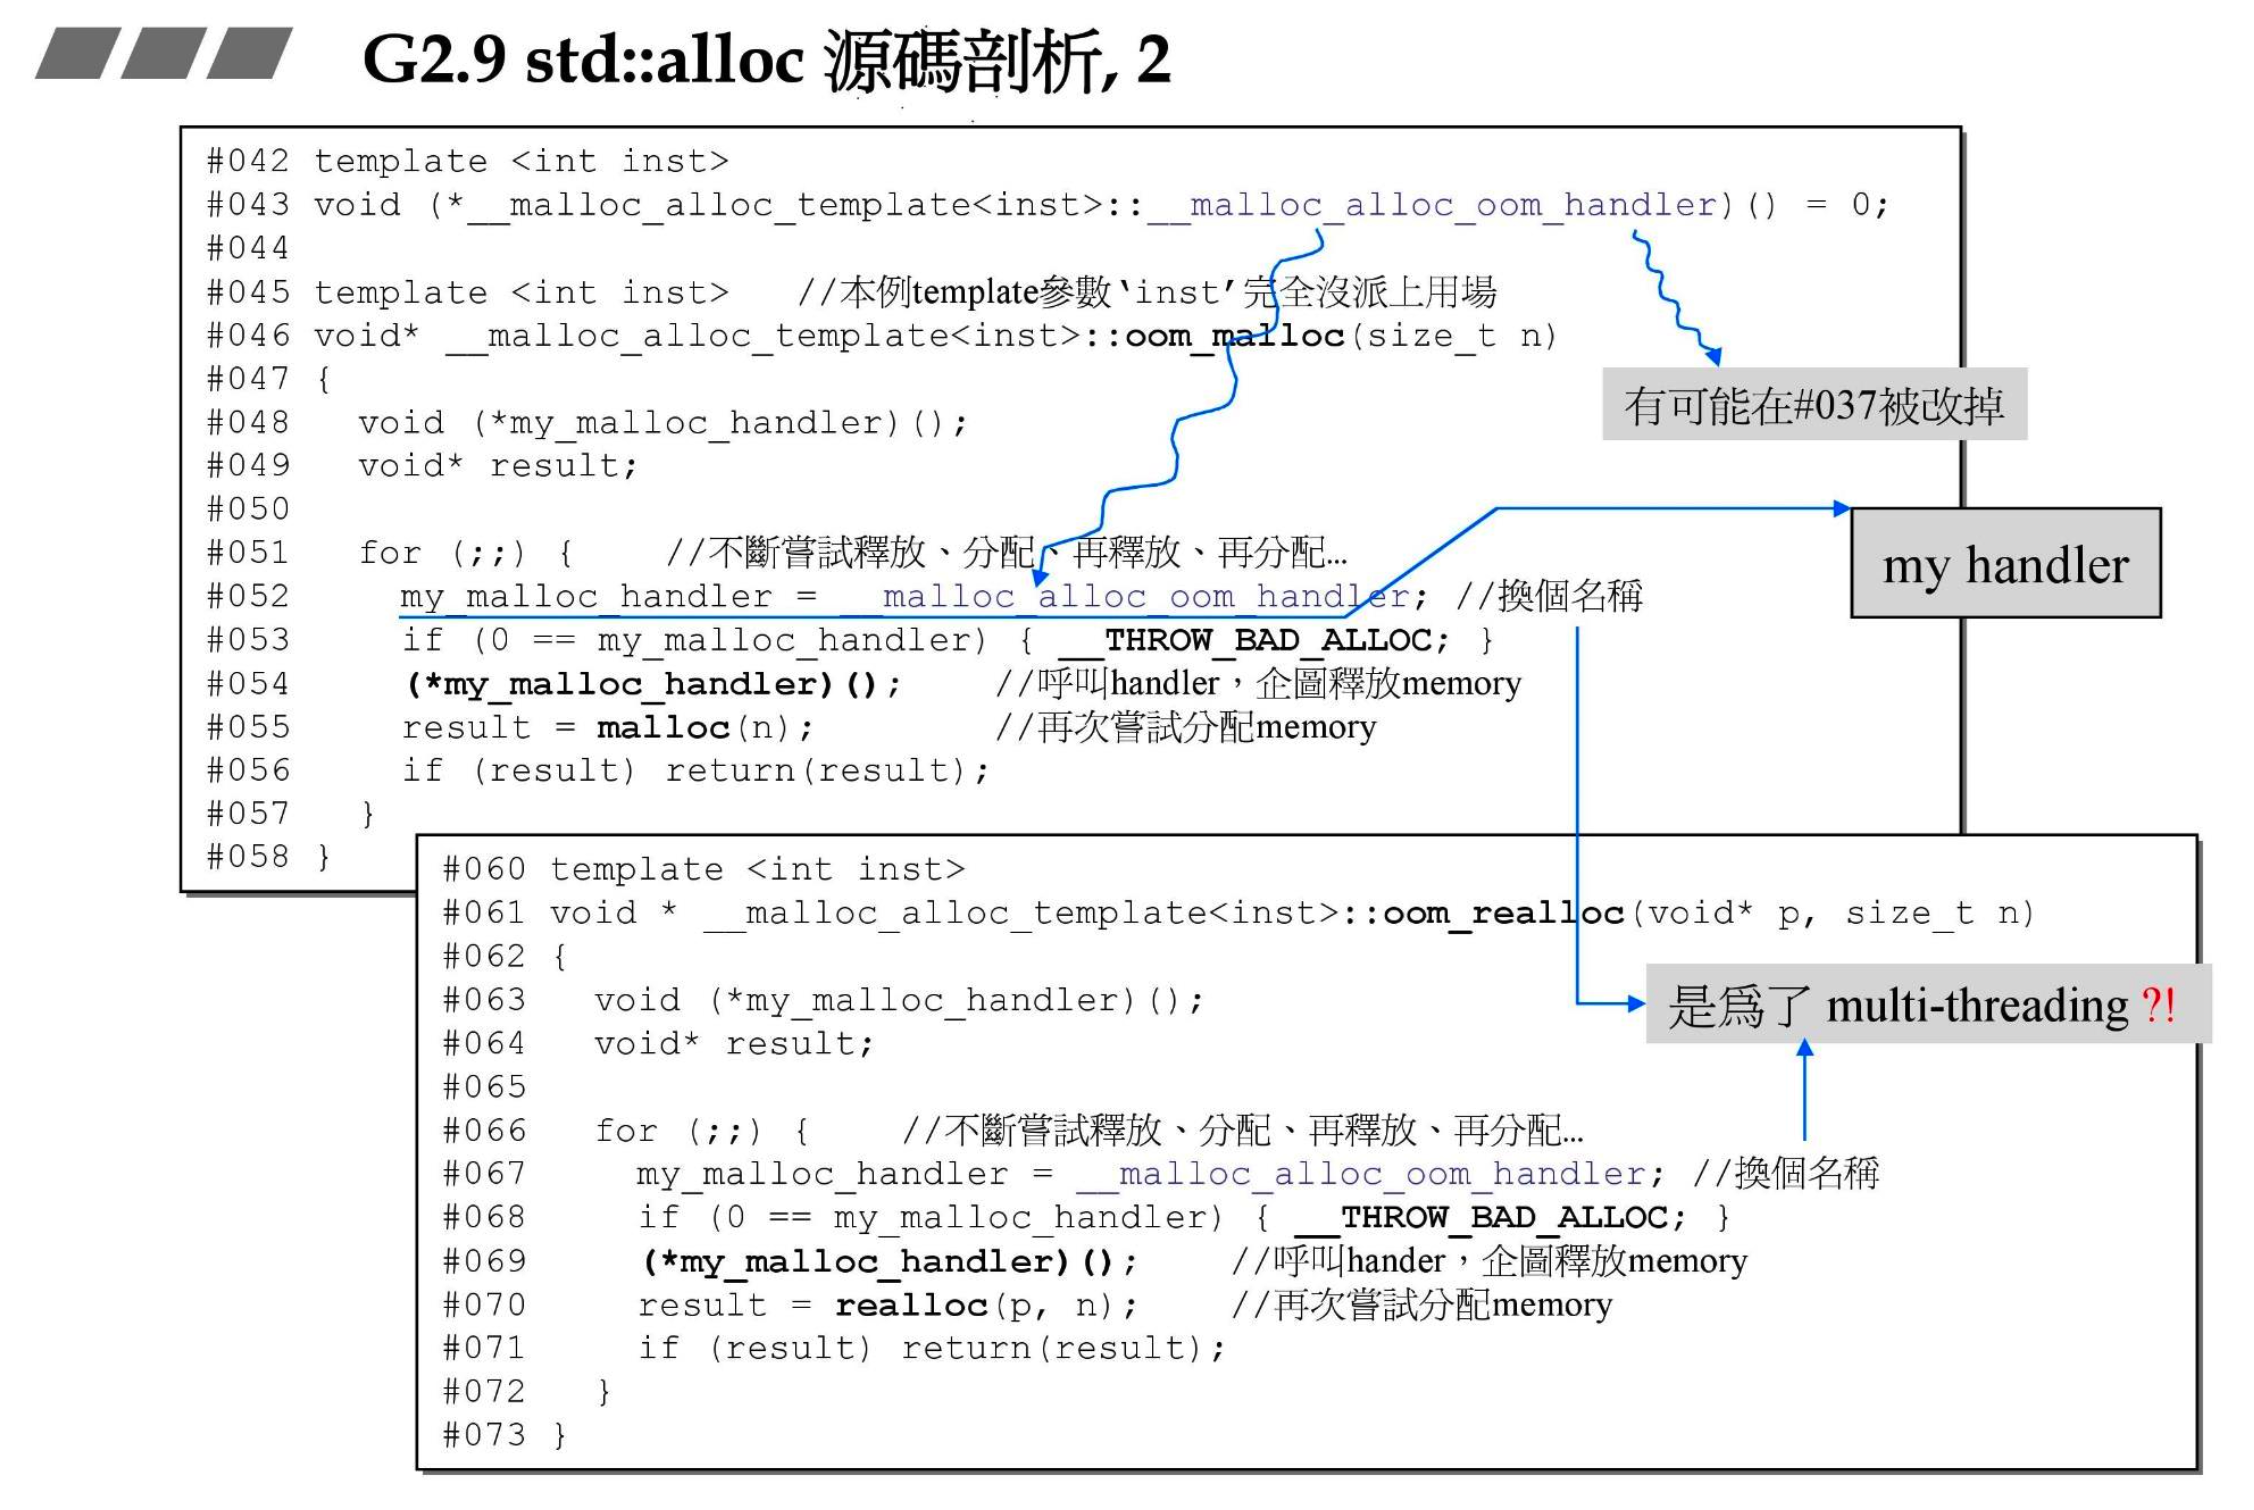 G2.9 std::alloc 源碼剖析, 2
#042 template <int inst>
#043 void (*__malloc_alloc_template<inst>::__malloc_alloc_oom_handler)() = 0;
#044
#045 template <int inst> //本例template參數‵inst′完全沒派上用場
#046 void* __malloc_alloc_template<inst>::oom_malloc(size_t n)
#047 {
有可能在#037被改掉
#048 void (*my_malloc_handler)();
#049 void* result;
#050
#051 for (;;) { //不斷嘗試釋放、分配、再釋放、再分配…
my handler
#052 my_malloc_handler = __malloc_alloc_oom_handler; //換個名稱
#053 if (0 == my_malloc_handler) { __THROW_BAD_ALLOC; }
#054 (*my_malloc_handler)(); //呼叫handler，企圖釋放memory
#055 result = malloc(n); //再次嘗試分配memory
#056 if (result) return(result);
#057 }
#058 }
#060 template <int inst>
#061 void * __malloc_alloc_template<inst>::oom_realloc(void* p, size_t n)
#062 {
#063 void (*my_malloc_handler)();
是為了 multi-threading ?!
#064 void* result;
#065
#066 for (;;) { //不斷嘗試釋放、分配、再釋放、再分配…
#067 my_malloc_handler = __malloc_alloc_oom_handler; //換個名稱
#068 if (0 == my_malloc_handler) { __THROW_BAD_ALLOC; }
#069 (*my_malloc_handler)(); //呼叫hander，企圖釋放memory
#070 result = realloc(p, n); //再次嘗試分配memory
#071 if (result) return(result);
#072 }
#073 }